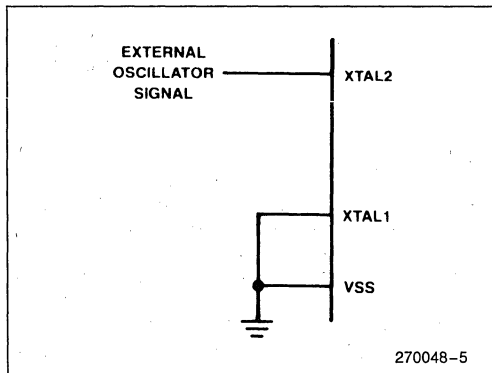 EXTERNAL
OSCILLATOR
SIGNAL
XTAL2
XTAL1
VSS
270048-5